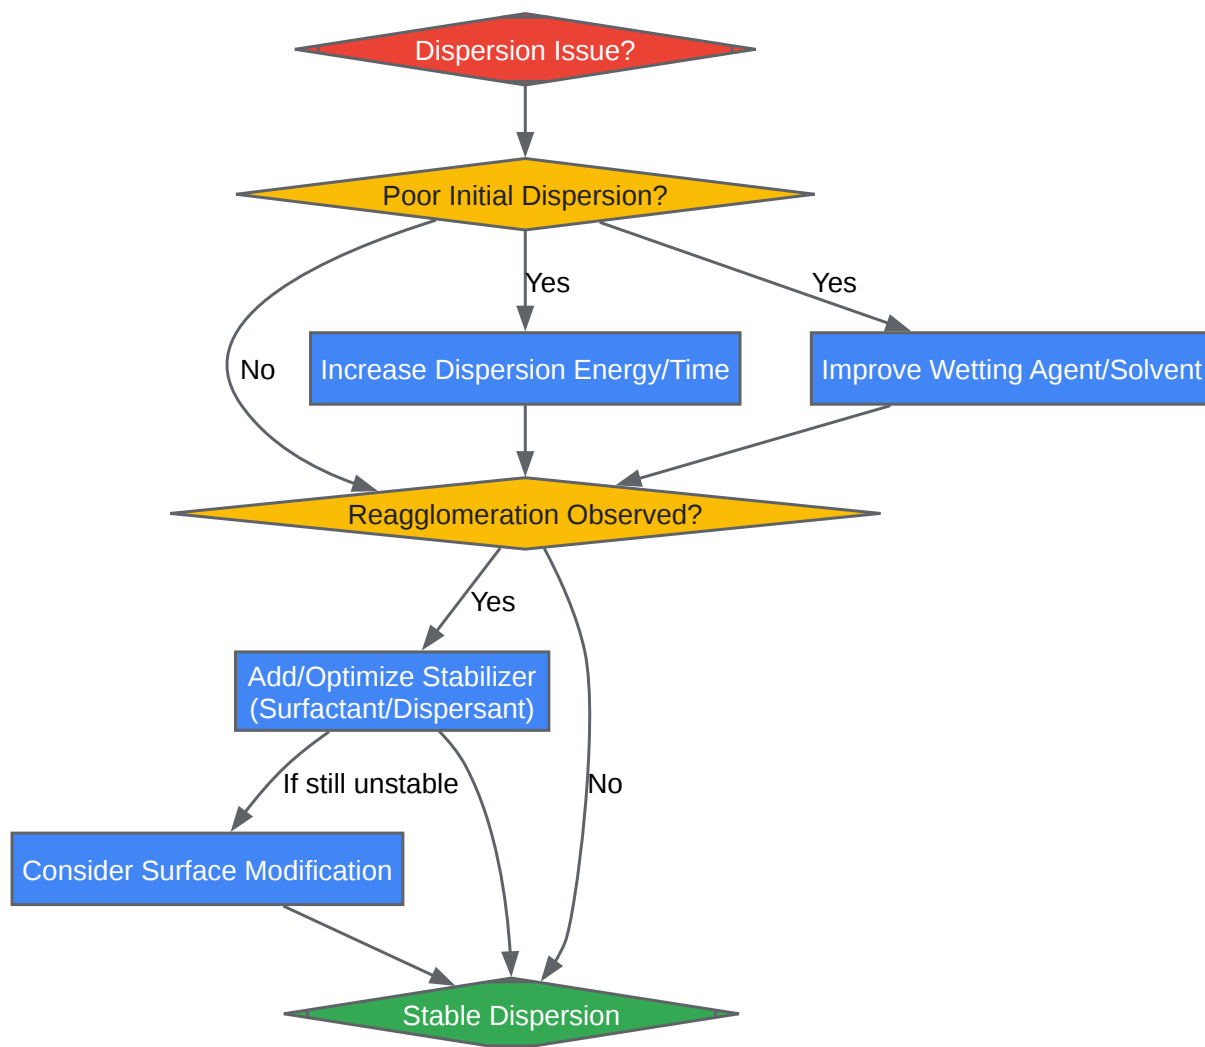 Dispersion Issue?
Poor Initial Dispersion?
Yes
Yes
No
Increase Dispersion Energy/Time
Improve Wetting Agent/Solvent
Reagglomeration Observed?
Yes
Add/Optimize Stabilizer
(Surfactant/Dispersant)
If still unstable
No
Consider Surface Modification
Stable Dispersion